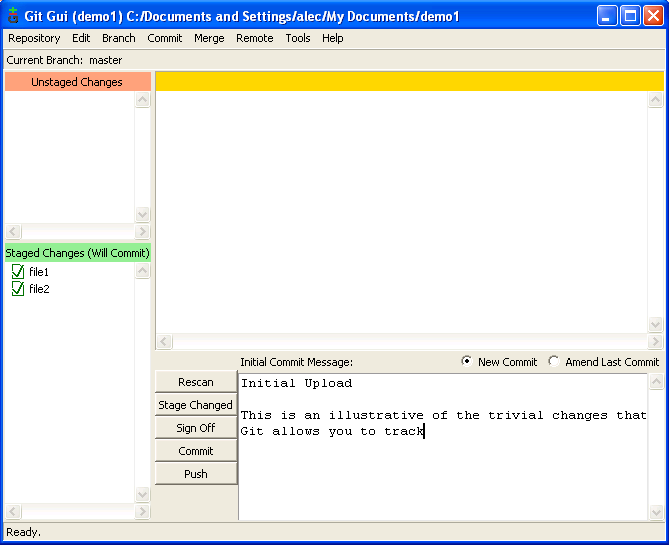 Git Gui (demo1) C:/Documents and Settings/alec/My Documents/demo1
Repository Edit Branch Commit Merge Remote Tools Help
Current Branch: master
Unstaged Changes
Staged Changes (Will Commit)
file1
file2
Initial Commit Message:
New Commit
Amend Last Commit
Rescan
Stage Changed
Sign Off
Commit
Push
Initial Upload
This is an illustrative of the trivial changes that
Git allows you to track
Ready.